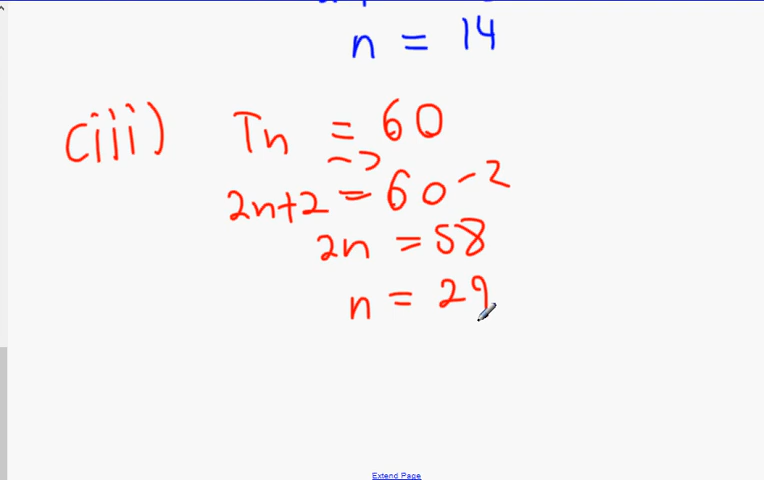 n = 14
(iii) Tn = 60
2n+2 = 60 - 2
2n = 58
n = 29
Extend Page